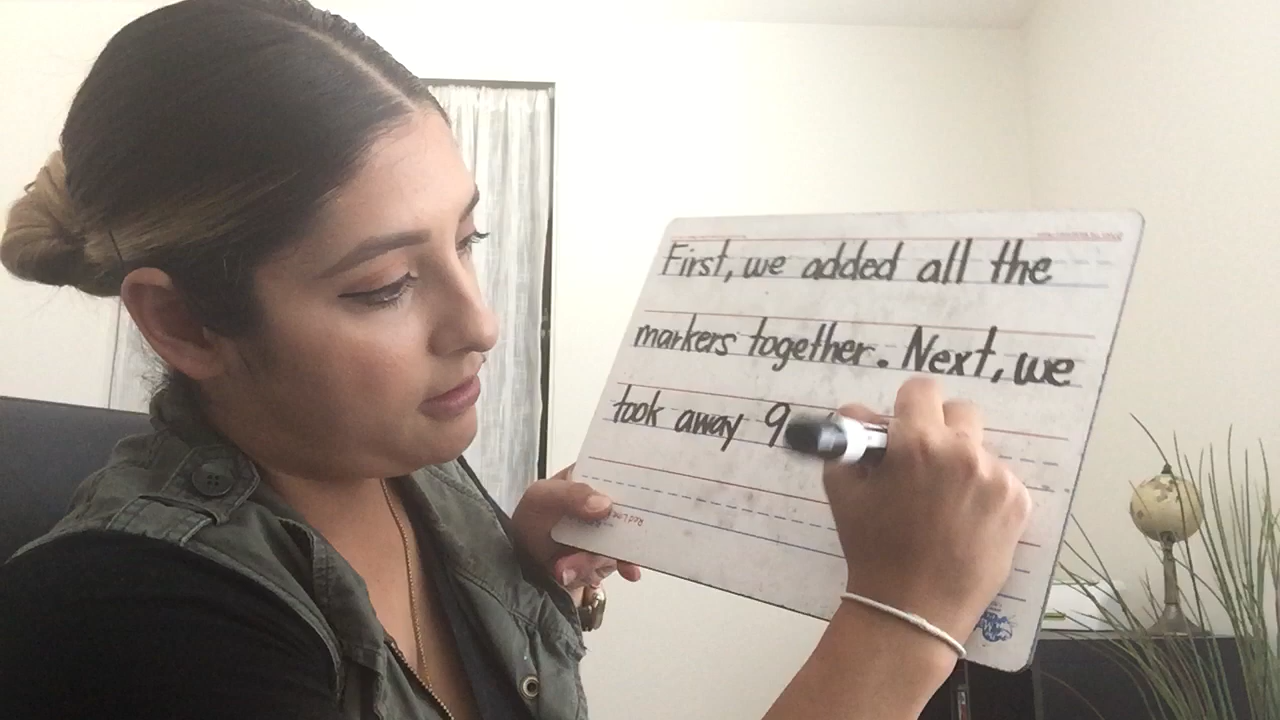 First, we added all the
markers together. Next, we
took away 9